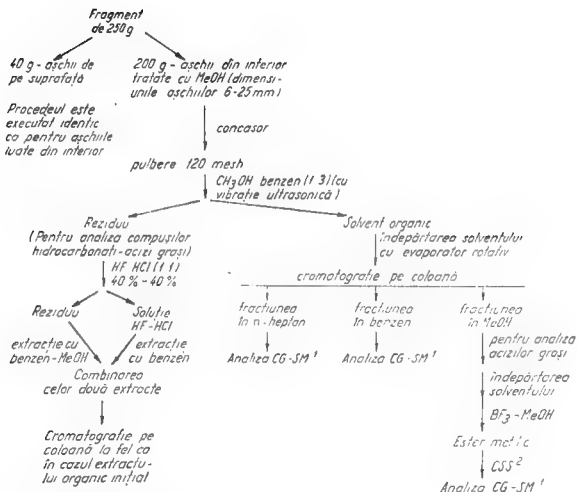 Fragment
de 250g
40 g - așchii de
pe suprafață
Procedeul este
executat identic
ca pentru așchiile
luate din interior
200 g - așchii din interior
tratate cu MeOH (dimensi-
unile așchiilor 6-25mm)
concasor
pulbere 120 mesh
CH3OH benzen (1 3) (cu
vibrație ultrasonică)
Reziduu
(Pentru analiza compușilor
hidrocarbonați-acizi grași)
HF HCl (1 1)
40 % - 40 %
Reziduu
Soluție
HF-HCl
extracție cu
benzen-MeOH
extracție
cu benzen
Combinarea
celor două extracte
Cromatografie pe
coloană la fel ca
în cazul extractu-
lui organic inițial
Solvent organic
îndepărtarea solventului
cu evaporator rotativ
cromatografie pe coloană
fracțiunea
în n-heptan
Analiza CG-SM 1
fracțiunea
în benzen
Analiza CG-SM 1
fracțiunea
în MeOH
pentru analiza
acizilor grași
îndepărtarea
solventului
BF3-MeOH
Ester metilic
CSS 2
Analiza CG-SM 1